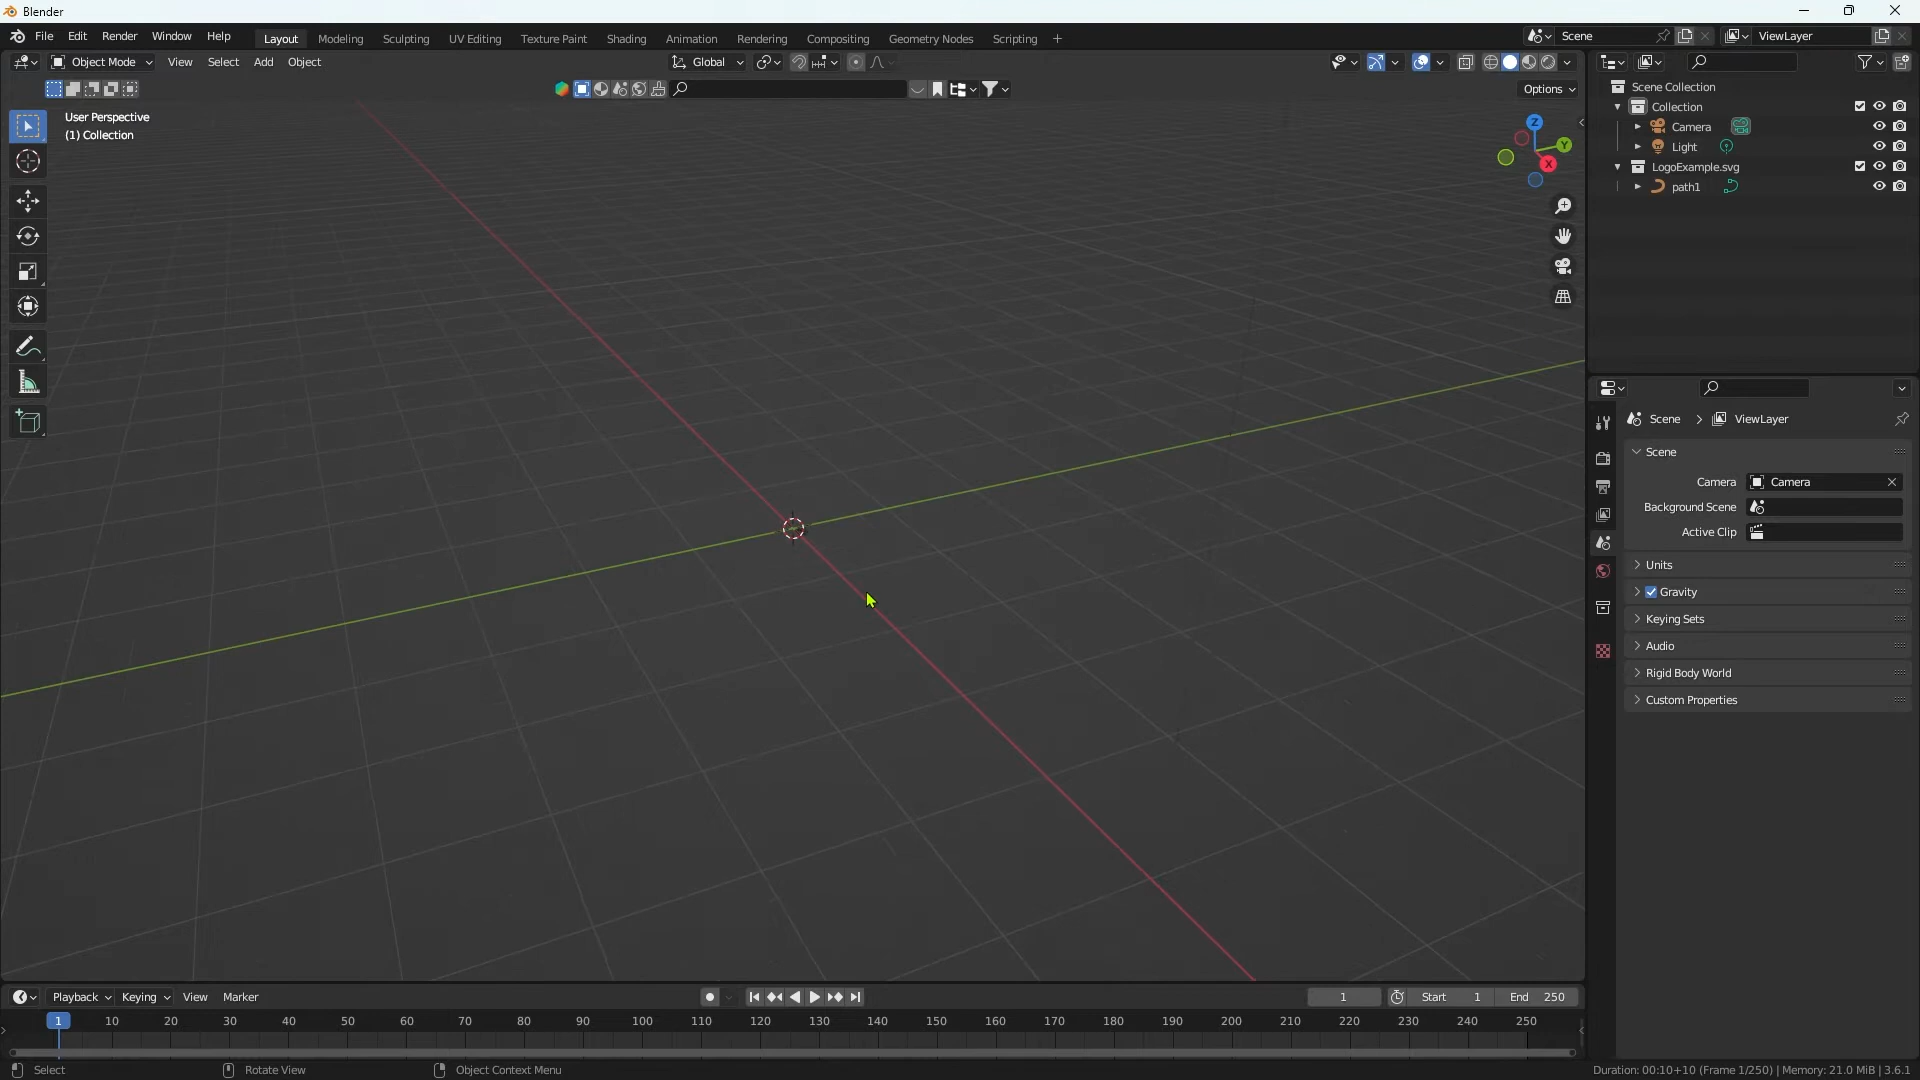 Blender
File Edit Render Window Help Layout Modeling Sculpting UV Editing Texture Paint Shading Animation Rendering Compositing Geometry Nodes Scripting + Scene ViewLayer
Object Mode View Select Add Object Global
Options
User Perspective
(1) Collection
Z
Y
X
Scene Collection
Collection
Camera
Light
LogoExample.svg
path1
Scene > ViewLayer
Scene
Camera Camera
Background Scene
Active Clip
Units
Gravity
Keying Sets
Audio
Rigid Body World
Custom Properties
Playback Keying View Marker 1 Start 1 End 250
1 10 20 30 40 50 60 70 80 90 100 110 120 130 140 150 160 170 180 190 200 210 220 230 240 250
Select Rotate View Object Context Menu Duration: 00:10+10 (Frame 1/250) | Memory: 21.0 MiB | 3.6.1